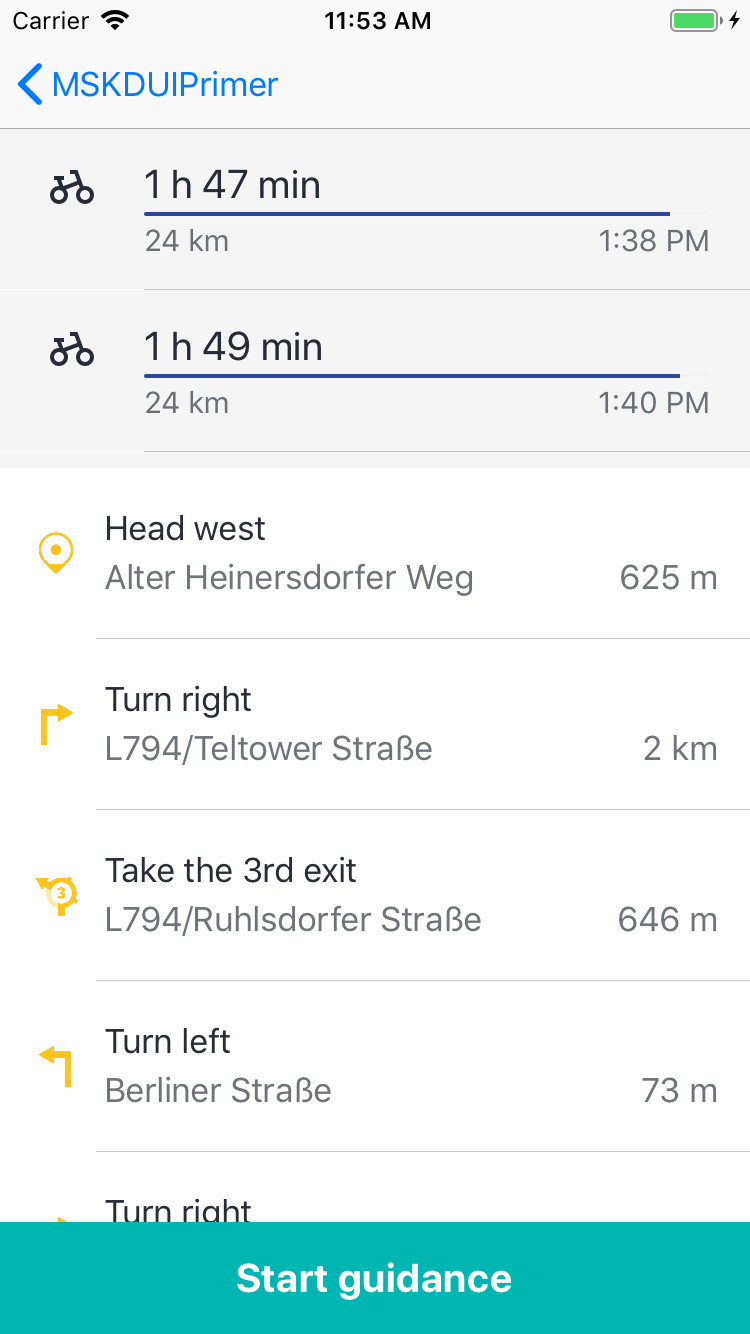 Carrier 11:53 AM
MSKDUIPrimer
1 h 47 min
24 km 1:38 PM
1 h 49 min
24 km 1:40 PM
Head west
Alter Heinersdorfer Weg 625 m
Turn right
L794/Teltower Straße 2 km
Take the 3rd exit
3
L794/Ruhlsdorfer Straße 646 m
Turn left
Berliner Straße 73 m
Turn right
Start guidance